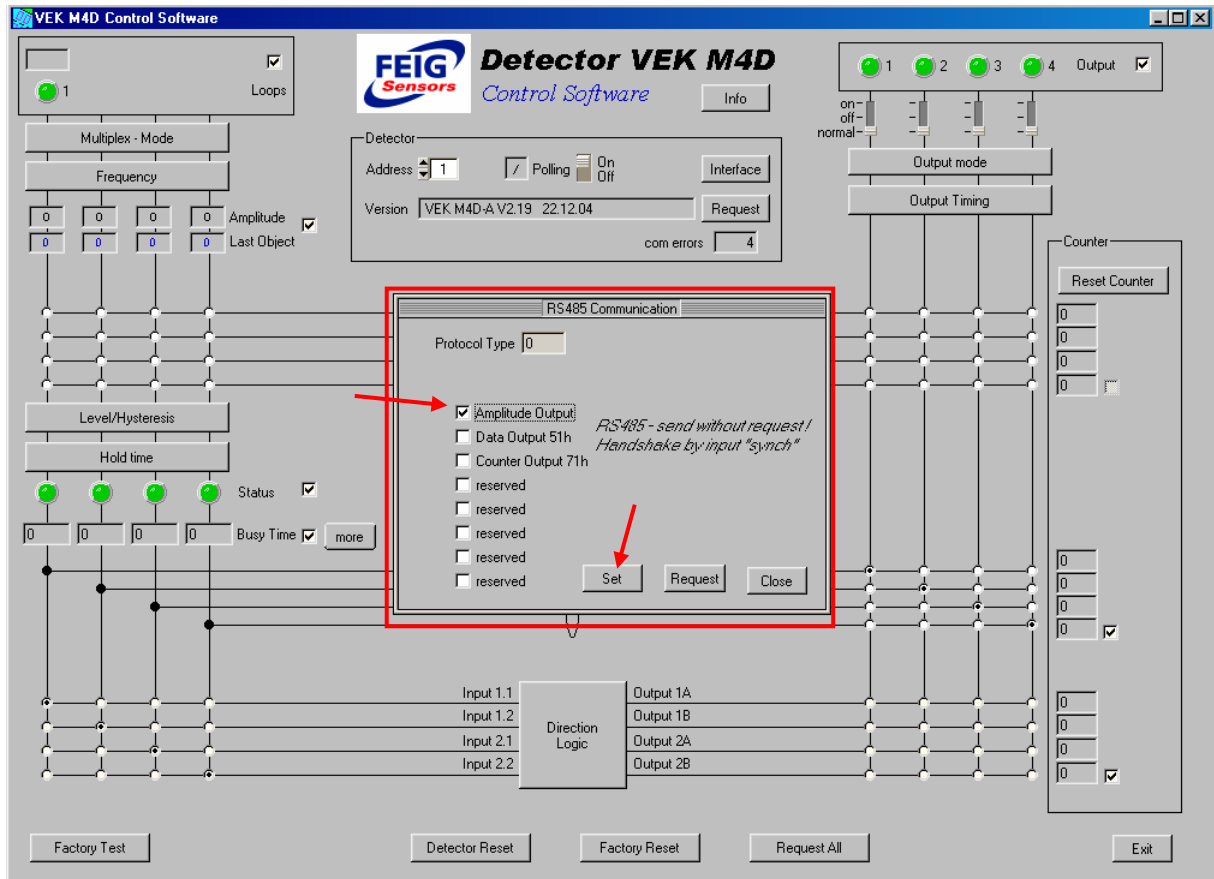 VEK M4D Control Software
1
Loops
FEIG
Sensors
Detector VEK M4D
Control Software
Info
1 2 3 4 Output
on
off
normal
Multiplex - Mode
Frequency
0 0 0 0 Amplitude
0 0 0 0 Last Object
Detector
Address 1 / Polling On
Off
Interface
Version VEK M4D-A V2.19 22.12.04 Request
com errors 4
Output mode
Output Timing
Counter
Reset Counter
0
0
0
0
RS485 Communication
Protocol Type 0
Amplitude Output
Data Output 51h
Counter Output 71h
reserved
reserved
reserved
reserved
reserved
RS485 - send without request !
Handshake by input "synch"
Set Request Close
Level/Hysteresis
Hold time
Status
0 0 0 0 Busy Time more
0
0
0
0
Input 1.1
Input 1.2
Input 2.1
Input 2.2
Direction
Logic
Output 1A
Output 1B
Output 2A
Output 2B
0
0
0
0
Factory Test
Detector Reset
Factory Reset
Request All
Exit